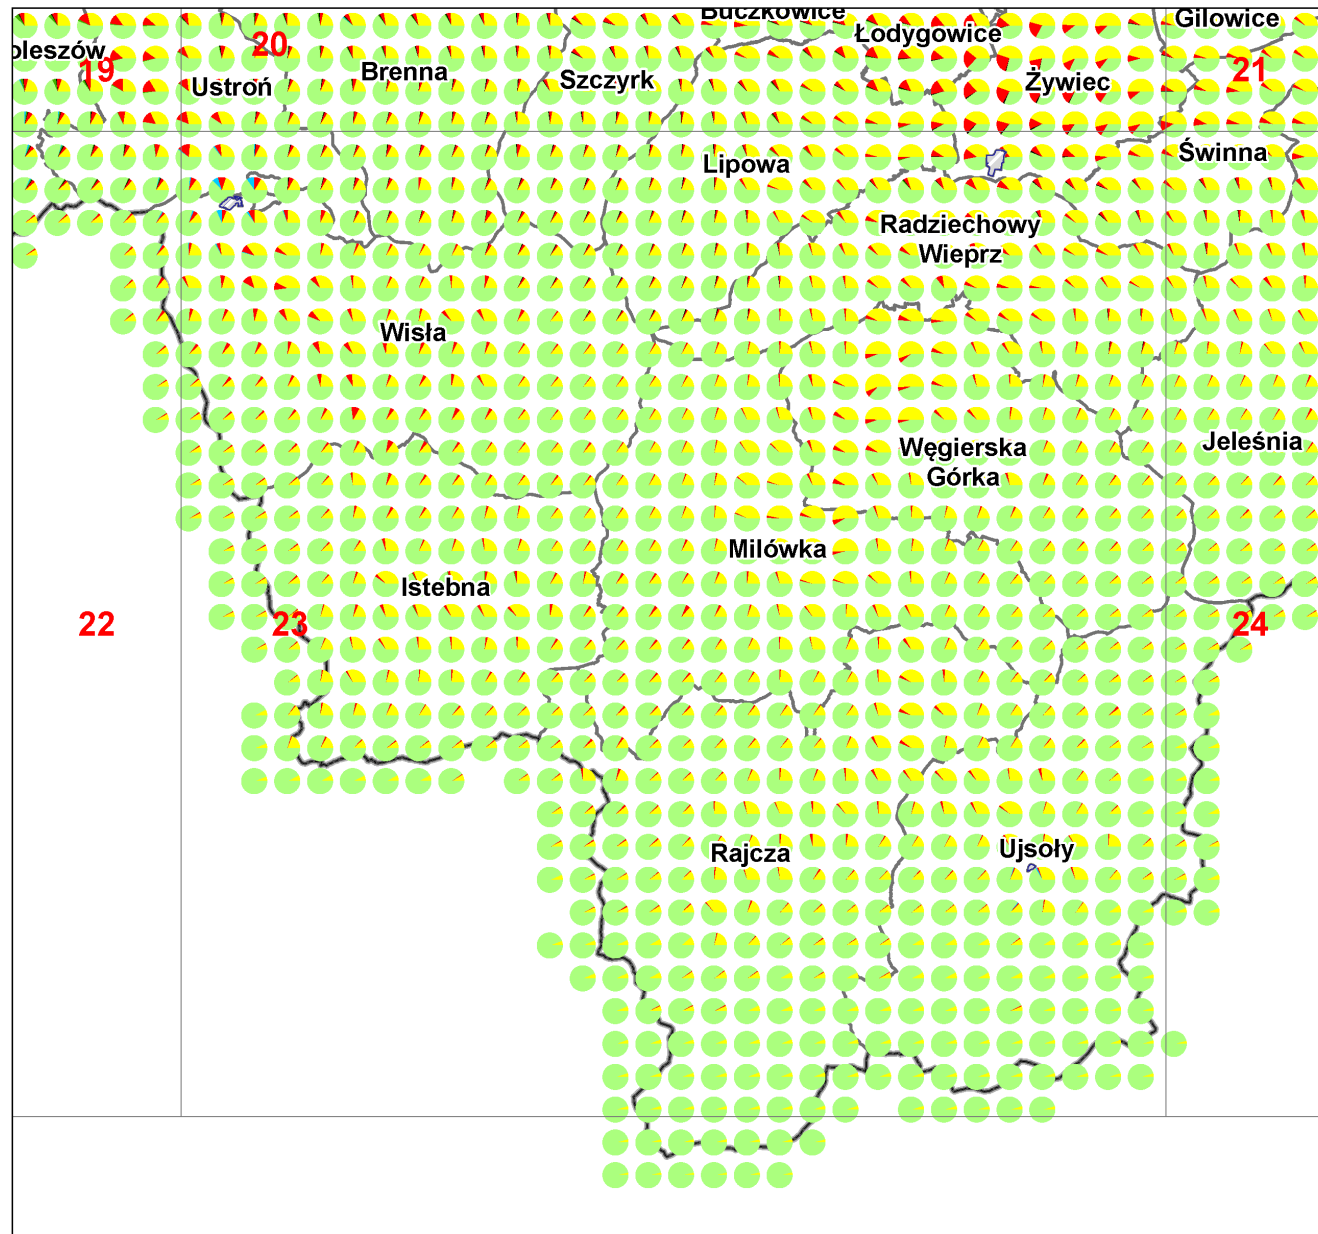 Buczkowice
Gilowice
Łodygowice
20
oleszów
19
Brenna
Szczyrk
Żywiec
21
Ustroń
Lipowa
Świnna
Radziechowy
Wieprz
Wisła
Węgierska
Górka
Jeleśnia
Milówka
Istebna
22
23
24
Rajcza
Ujsoły